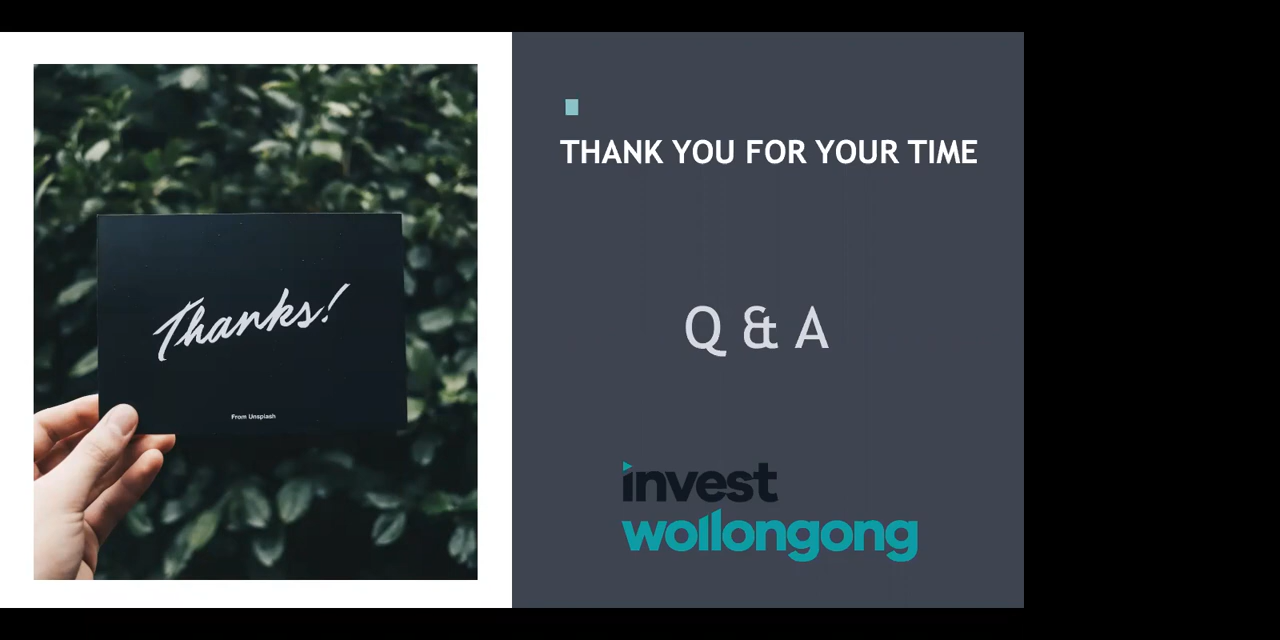 Thanks!
From Unsplash
THANK YOU FOR YOUR TIME
Q & A
invest
wollongong